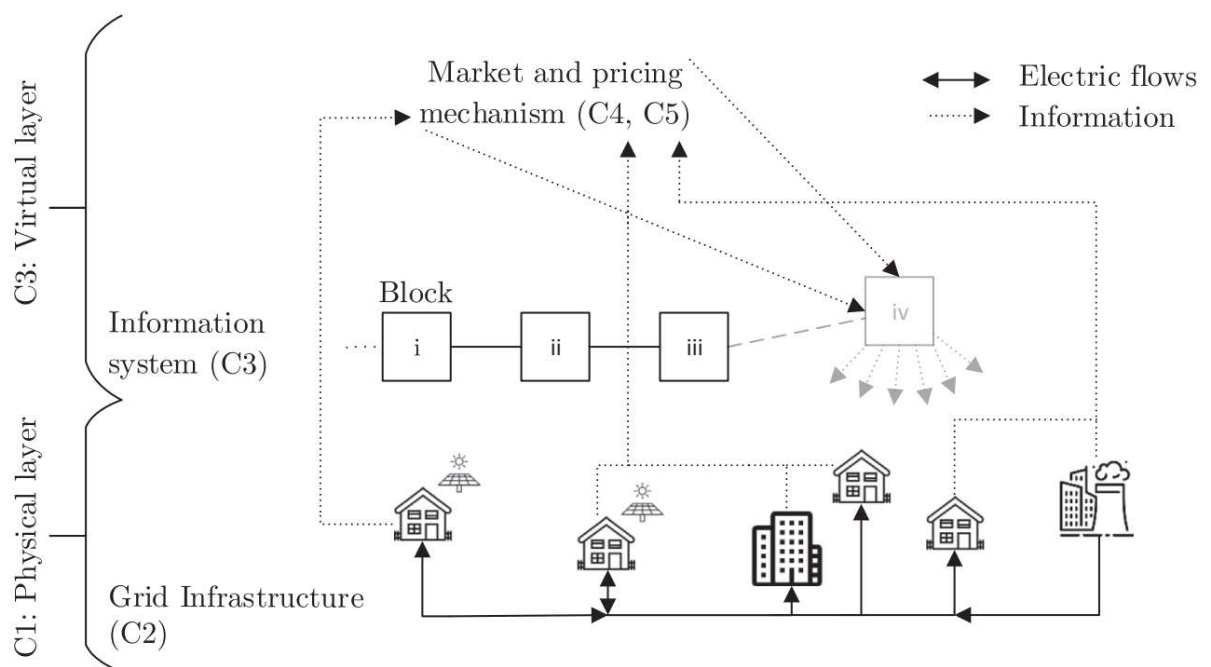 Market and pricing
mechanism (C4, C5)
Electric flows
Information
C3: Virtual layer
Block
i
ii
iii
iv
Information
system (C3)
C1: Physical layer
Grid Infrastructure
(C2)